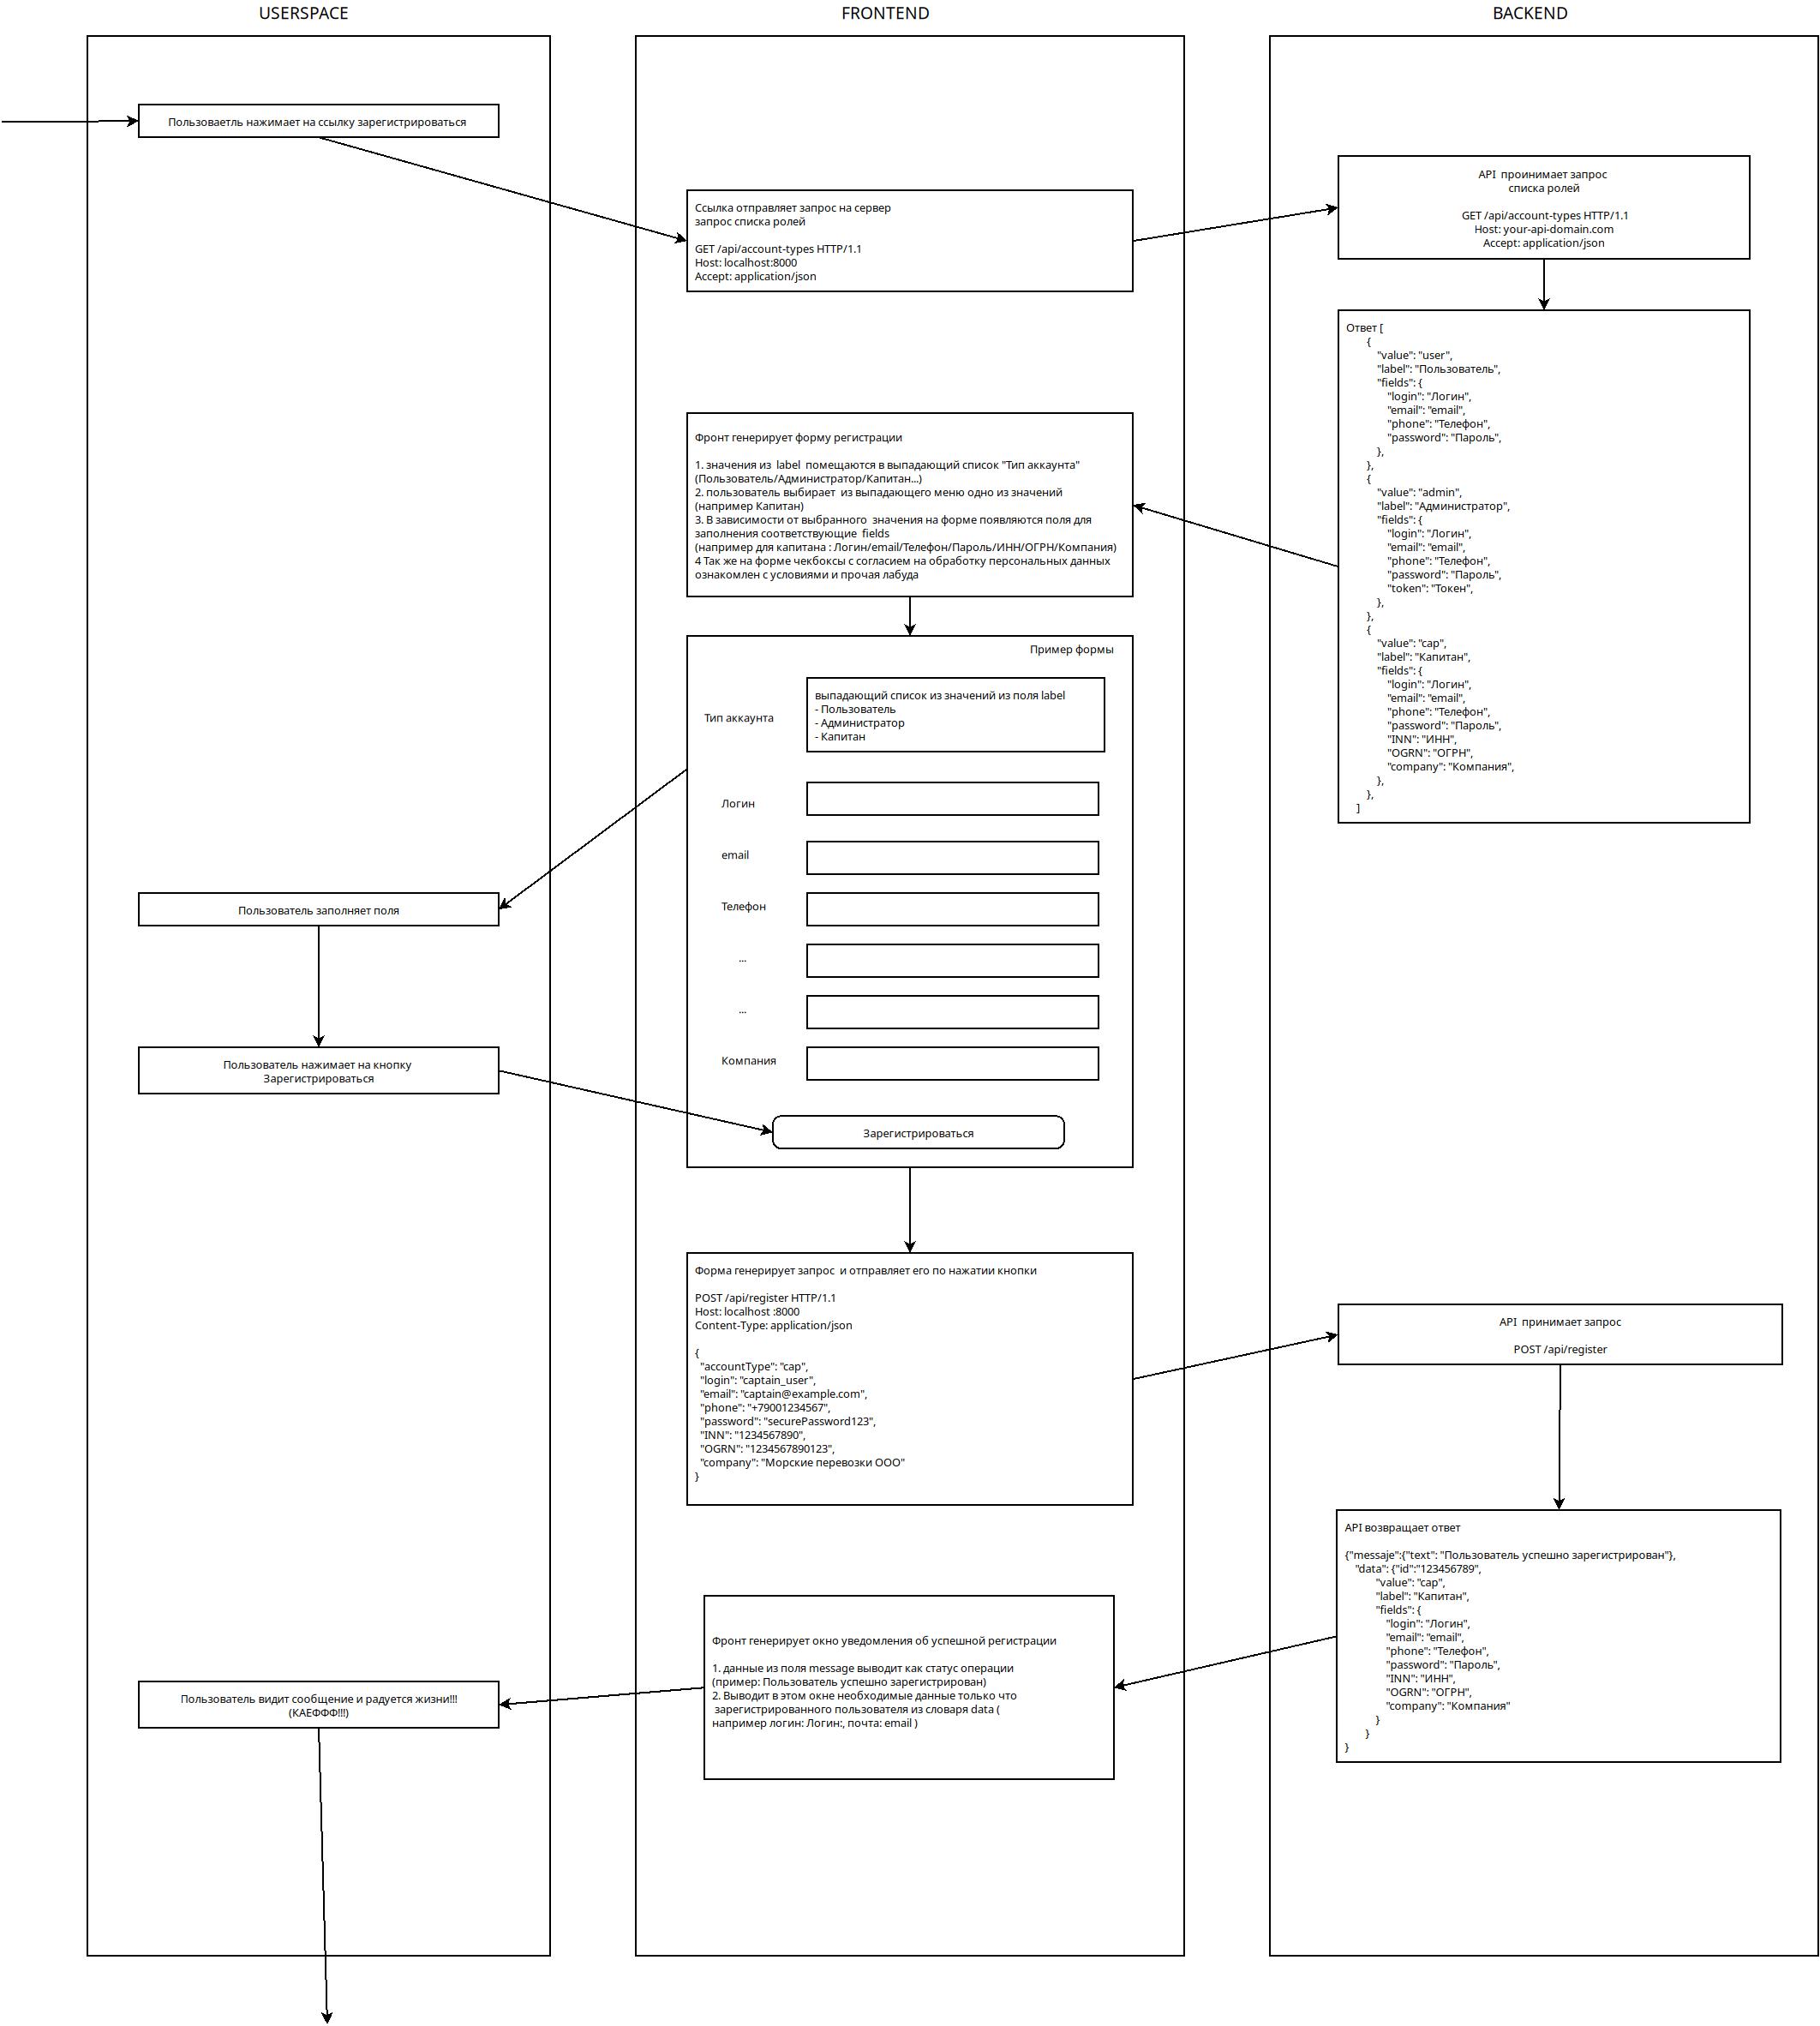 USERSPACE
FRONTEND
BACKEND
Пользоваетль нажимает на ссылку зарегистрироваться
Ссылка отправляет запрос на сервер
запрос списка ролей
GET /api/account-types HTTP/1.1
Host: localhost:8000
Accept: application/json
API  проинимает запрос
списка ролей
GET /api/account-types HTTP/1.1
Host: your-api-domain.com
Accept: application/json
Ответ [
{
"value": "user",
"label": "Пользователь",
"fields": {
"login": "Логин",
"email": "email",
"phone": "Телефон",
"password": "Пароль",
},
},
{
"value": "admin",
"label": "Администратор",
"fields": {
"login": "Логин",
"email": "email",
"phone": "Телефон",
"password": "Пароль",
"token": "Токен",
},
},
{
"value": "cap",
"label": "Капитан",
"fields": {
"login": "Логин",
"email": "email",
"phone": "Телефон",
"password": "Пароль",
"INN": "ИНН",
"OGRN": "ОГРН",
"company": "Компания",
},
},
]
Фронт генерирует форму регистрации
1. значения из  label  помещаются в выпадающий список "Тип аккаунта"
(Пользователь/Администратор/Капитан...)
2. пользователь выбирает  из выпадающего меню одно из значений
(например Капитан)
3. В зависимости от выбранного  значения на форме появляются поля для
заполнения соответствующие  fields
(например для капитана : Логин/email/Телефон/Пароль/ИНН/ОГРН/Компания)
4 Так же на форме чекбоксы с согласием на обработку персональных данных
ознакомлен с условиями и прочая лабуда
Пример формы
Тип аккаунта
выпадающий список из значений из поля label
- Пользователь
- Администратор
- Капитан
Логин
email
Телефон
...
...
Компания
Зарегистрироваться
Пользователь заполняет поля
Пользователь нажимает на кнопку
Зарегистрироваться
Форма генерирует запрос  и отправляет его по нажатии кнопки
POST /api/register HTTP/1.1
Host: localhost :8000
Content-Type: application/json
{
"accountType": "cap",
"login": "captain_user",
"email": "captain@example.com",
"phone": "+79001234567",
"password": "securePassword123",
"INN": "1234567890",
"OGRN": "1234567890123",
"company": "Морские перевозки ООО"
}
API  принимает запрос
POST /api/register
API возвращает ответ
{"messaje":{"text": "Пользователь успешно зарегистрирован"},
"data": {"id":"123456789",
"value": "cap",
"label": "Капитан",
"fields": {
"login": "Логин",
"email": "email",
"phone": "Телефон",
"password": "Пароль",
"INN": "ИНН",
"OGRN": "ОГРН",
"company": "Компания"
}
}
}
Фронт генерирует окно уведомления об успешной регистрации
1. данные из поля message выводит как статус операции
(пример: Пользователь успешно зарегистрирован)
2. Выводит в этом окне необходимые данные только что
зарегистрированного пользователя из словаря data (
например логин: Логин:, почта: email )
Пользователь видит сообщение и радуется жизни!!!
(КАЕФФФ!!!)